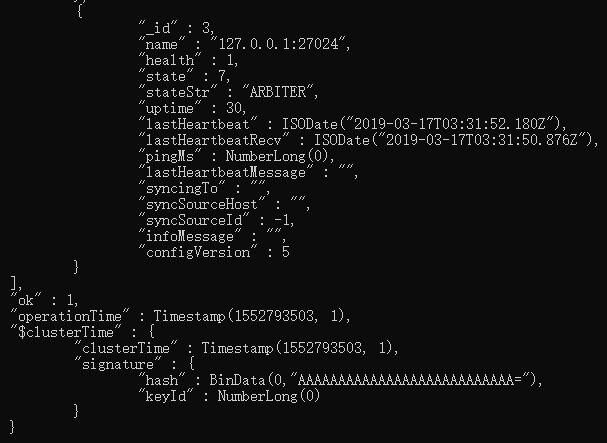 {
"_id" : 3,
"name" : "127.0.0.1:27024",
"health" : 1,
"state" : 7,
"stateStr" : "ARBITER",
"uptime" : 30,
"lastHeartbeat" : ISODate("2019-03-17T03:31:52.180Z"),
"lastHeartbeatRecv" : ISODate("2019-03-17T03:31:50.876Z"),
"pingMs" : NumberLong(0),
"lastHeartbeatMessage" : "",
"syncingTo" : "",
"syncSourceHost" : "",
"syncSourceId" : -1,
"infoMessage" : "",
"configVersion" : 5
}
],
"ok" : 1,
"operationTime" : Timestamp(1552793503, 1),
"$clusterTime" : {
"clusterTime" : Timestamp(1552793503, 1),
"signature" : {
"hash" : BinData(0,"AAAAAAAAAAAAAAAAAAAAAAAAAAA="),
"keyId" : NumberLong(0)
}
}
}